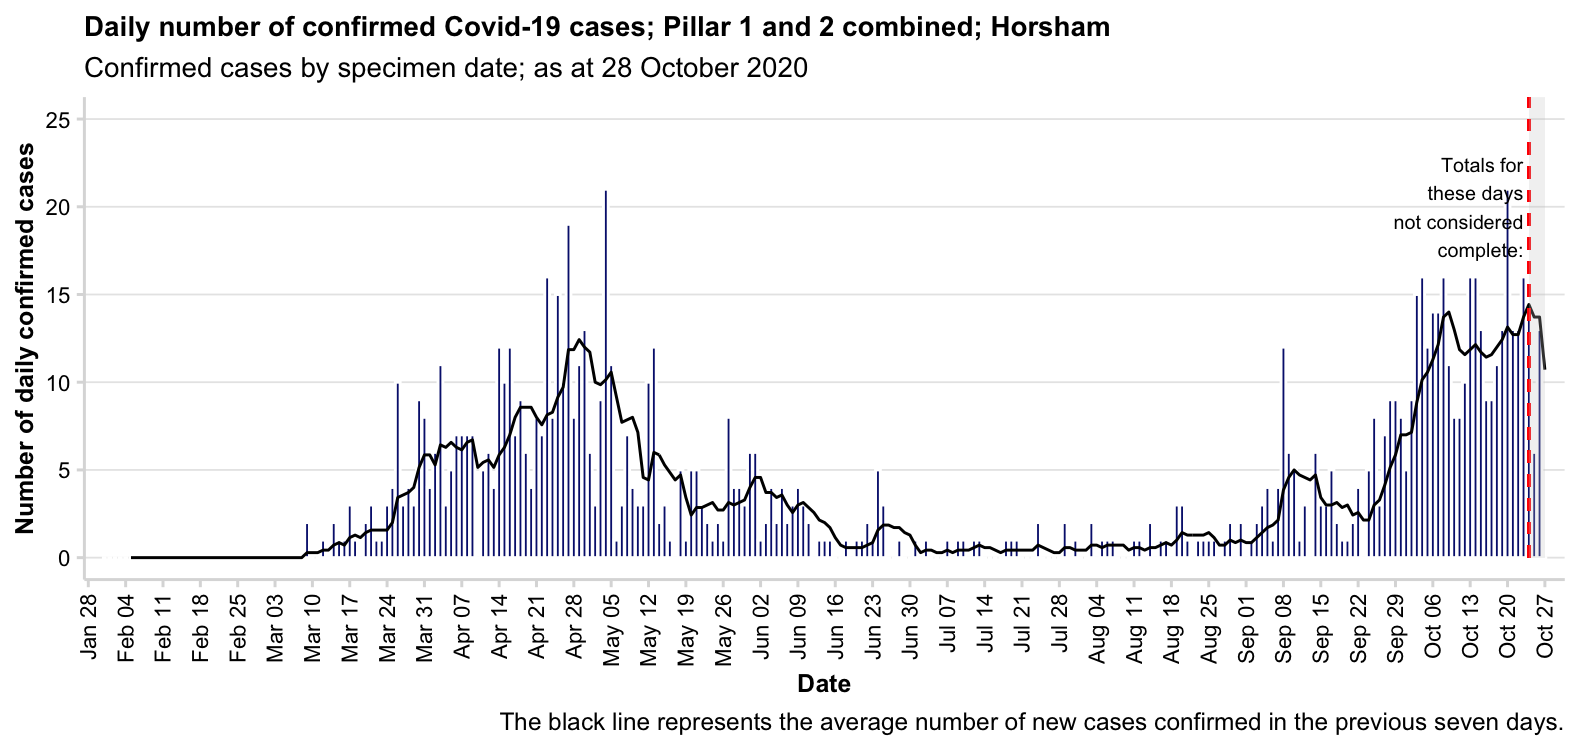 Daily number of confirmed Covid-19 cases; Pillar 1 and 2 combined; Horsham
Confirmed cases by specimen date; as at 28 October 2020
Number of daily confirmed cases
25
20
15
10
5
0
Totals for
these days
not considered
complete:
Jan 28
Feb 04
Feb 11
Feb 18
Feb 25
Mar 03
Mar 10
Mar 17
Mar 24
Mar 31
Apr 07
Apr 14
Apr 21
Apr 28
May 05
May 12
May 19
May 26
Jun 02
Jun 09
Jun 16
Jun 23
Jun 30
Jul 07
Jul 14
Jul 21
Jul 28
Aug 04
Aug 11
Aug 18
Aug 25
Sep 01
Sep 08
Sep 15
Sep 22
Sep 29
Oct 06
Oct 13
Oct 20
Oct 27
Date
The black line represents the average number of new cases confirmed in the previous seven days.